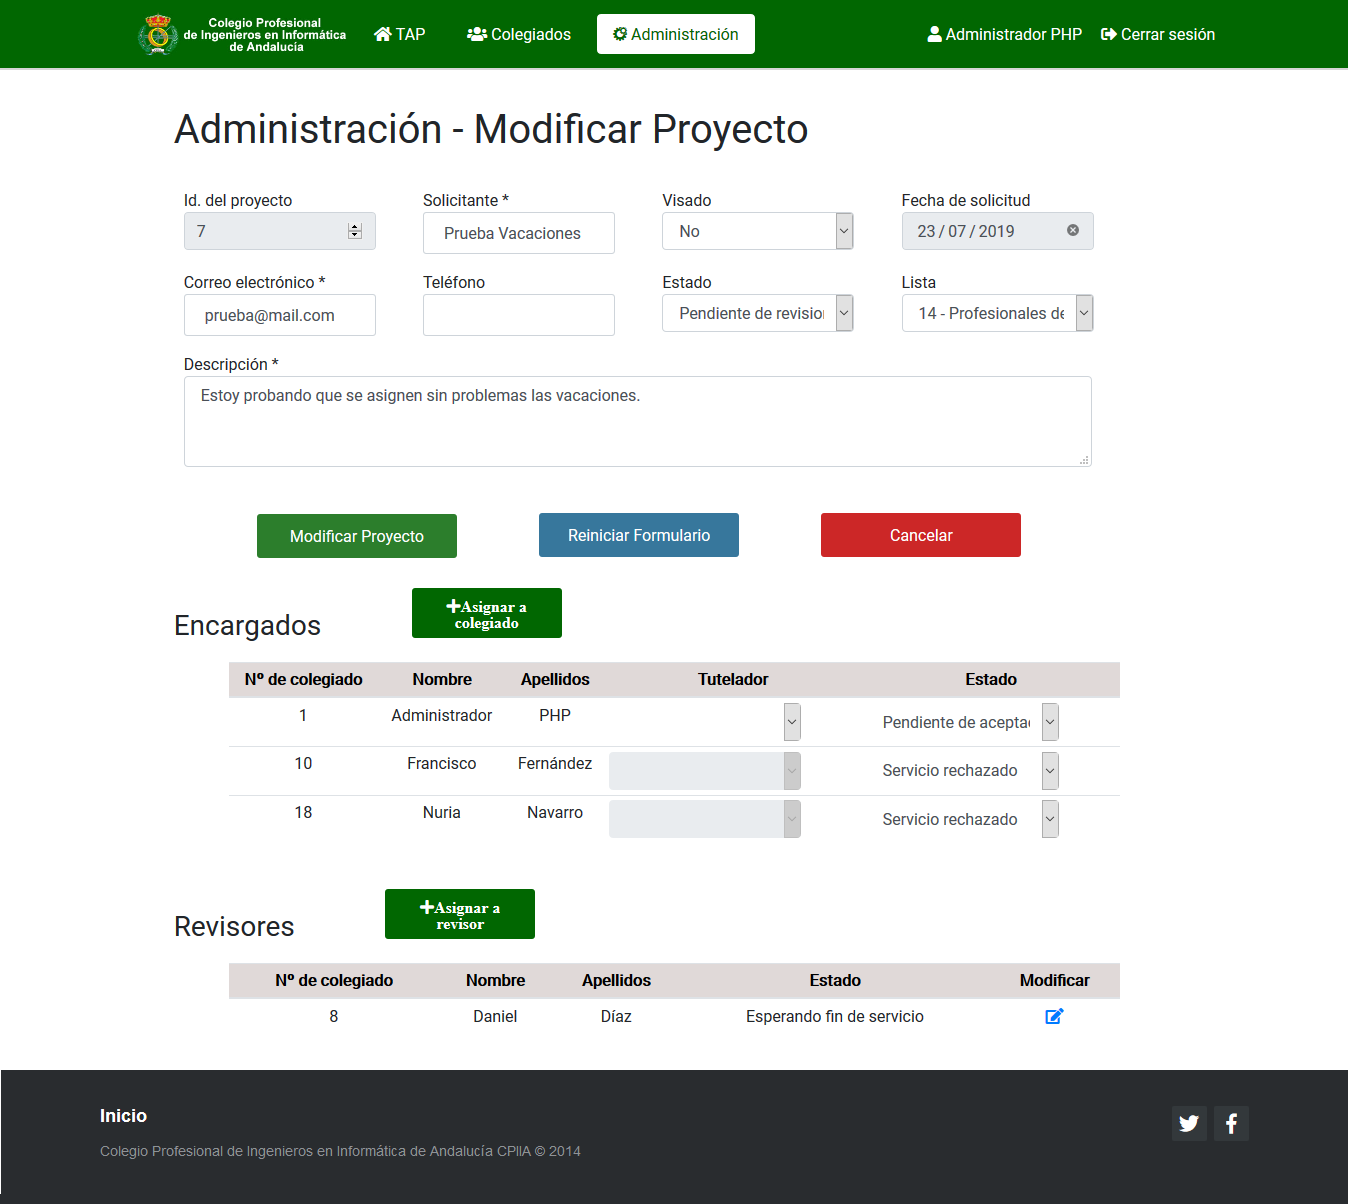 Colegio Profesional
de Ingenieros en Informática
de Andalucía
TAP
Colegiados
Administración
Administrador PHP
Cerrar sesión
Administración - Modificar Proyecto
Id. del proyecto
Solicitante *
Visado
Fecha de solicitud
7
Prueba Vacaciones
No
23 / 07 / 2019
Correo electrónico *
Teléfono
Estado
Lista
prueba@mail.com
Pendiente de revision
14 - Profesionales de
Descripción *
Estoy probando que se asignen sin problemas las vacaciones.
Modificar Proyecto
Reiniciar Formulario
Cancelar
Encargados
Asignar a
colegiado
Nº de colegiado Nombre Apellidos Tutelador Estado
1 Administrador PHP Pendiente de aceptac
10 Francisco Fernández Servicio rechazado
18 Nuria Navarro Servicio rechazado
Revisores
Asignar a
revisor
Nº de colegiado Nombre Apellidos Estado Modificar
8 Daniel Díaz Esperando fin de servicio
Inicio
Colegio Profesional de Ingenieros en Informática de Andalucía CPIIA © 2014